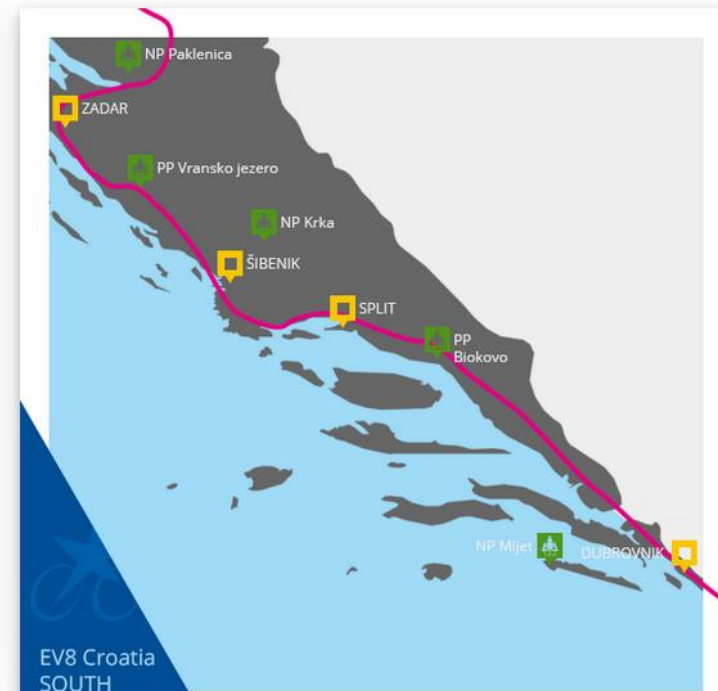 NP Paklenica
ZADAR
PP Vransko jezero
NP Krka
ŠIBENIK
SPLIT
PP
Biokovo
NP Mljet
DUBROVNIK
EV8 Croatia
SOUTH